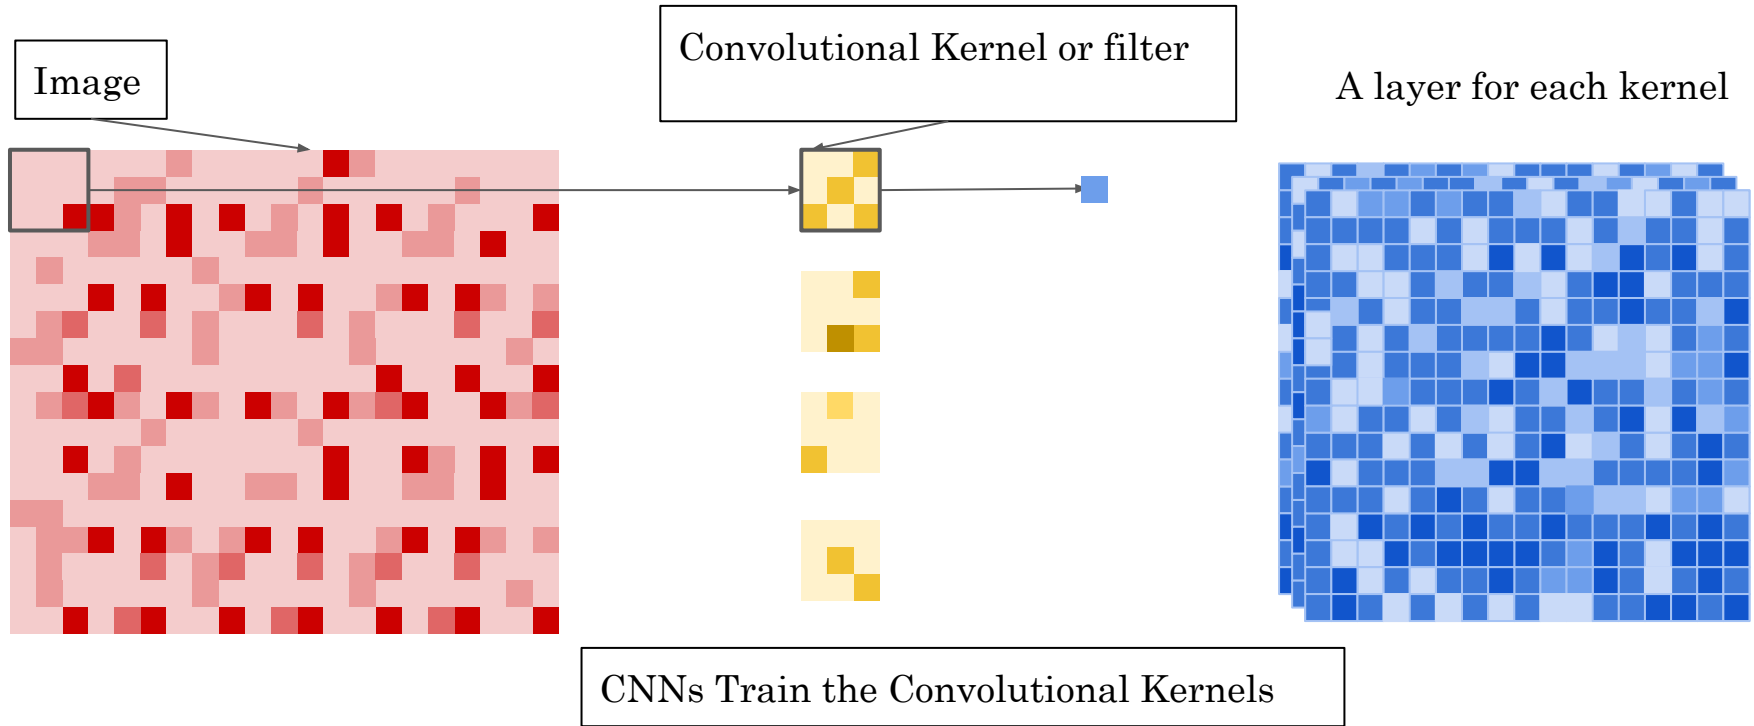 Image
Convolutional Kernel or filter
A layer for each kernel
CNNs Train the Convolutional Kernels